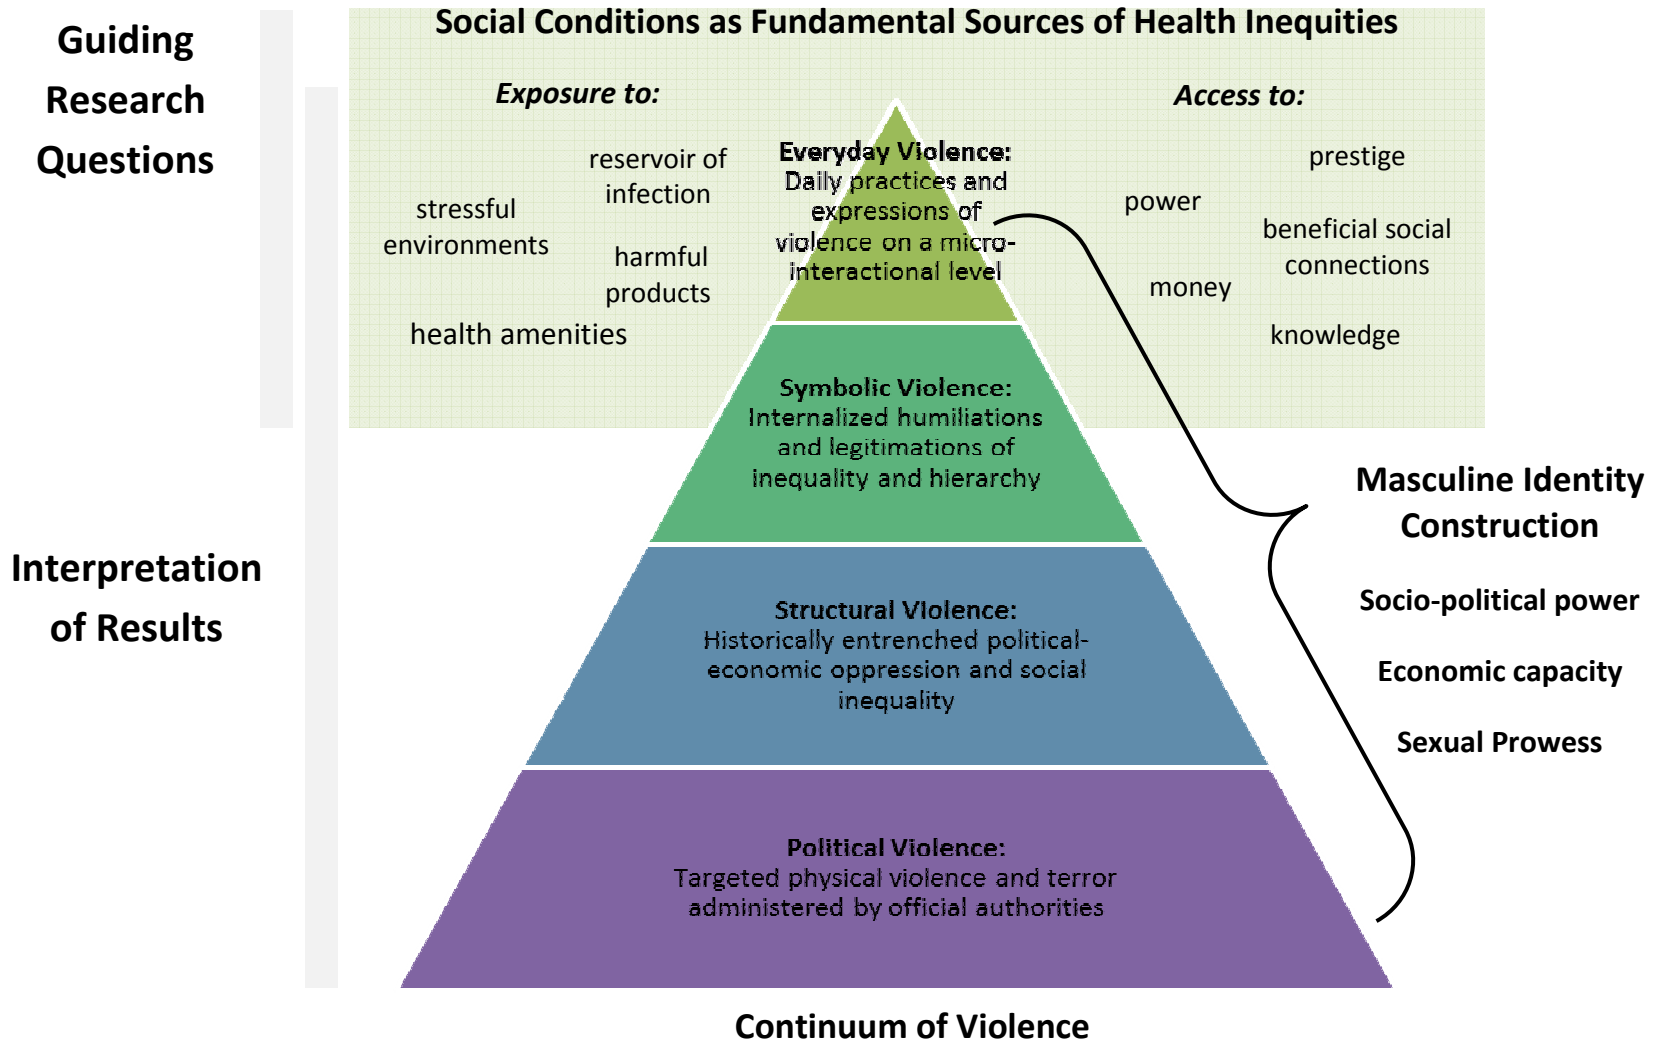 Social Conditions as Fundamental Sources of Health Inequities
Guiding
Research
Questions
Exposure to:
reservoir of
infection
stressful
environments
harmful
products
health amenities
Access to:
prestige
power
beneficial social
connections
money
knowledge
Everyday Violence:
Daily practices and
expressions of
violence on a micro-
interactional level
Symbolic Violence:
Internalized humiliations
and legitimations of
inequality and hierarchy
Structural Violence:
Historically entrenched political-
economic oppression and social
inequality
Political Violence:
Targeted physical violence and terror
administered by official authorities
Interpretation
of Results
Masculine Identity
Construction
Socio-political power
Economic capacity
Sexual Prowess
Continuum of Violence